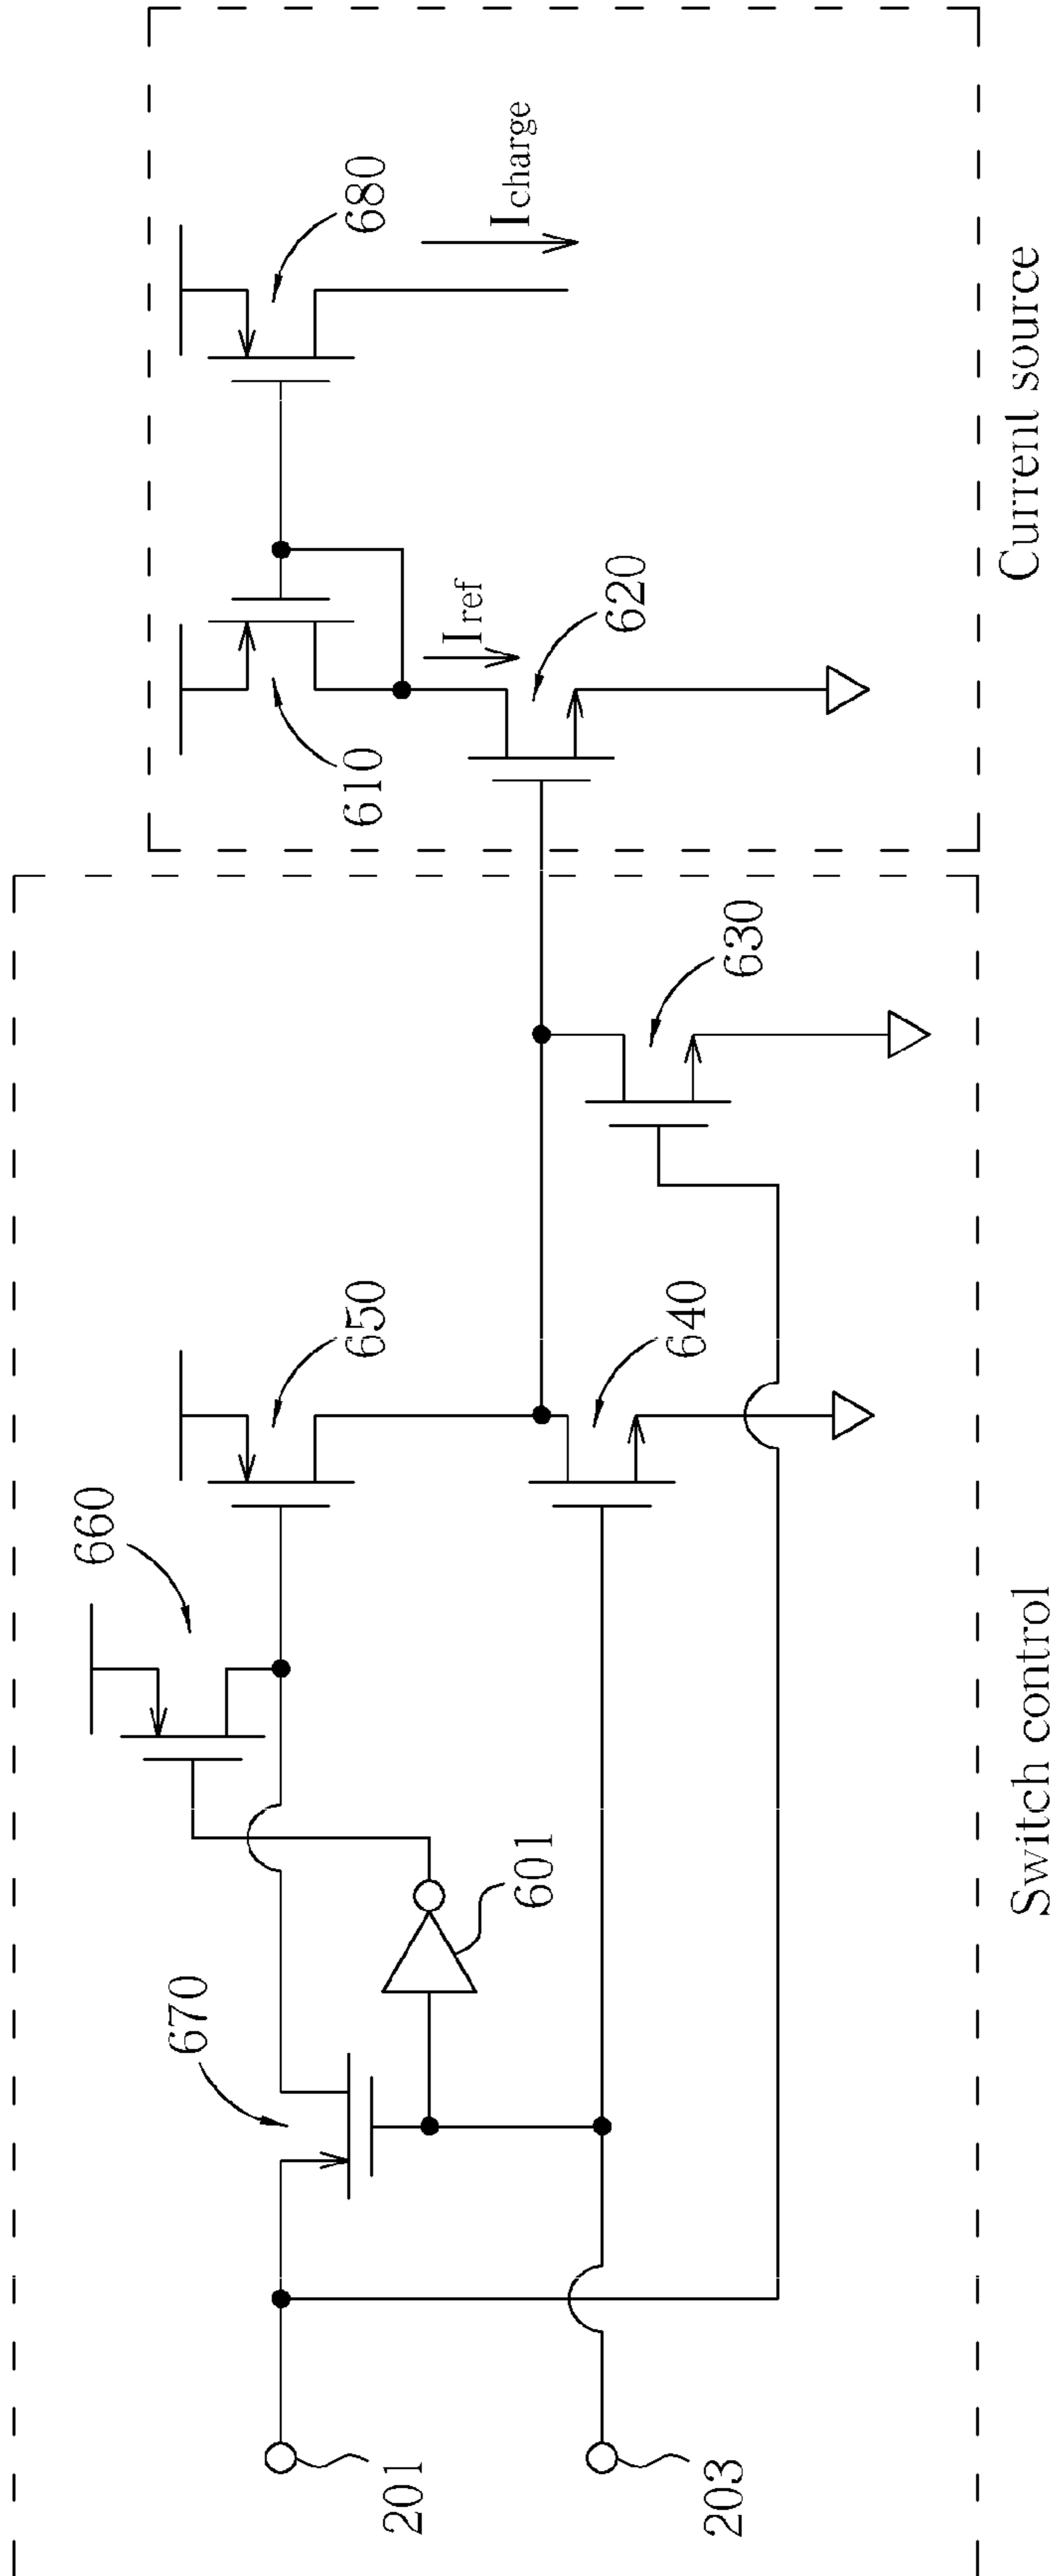 660
670
650
601
640
630
201
203
Switch control
680
610
Icharge
Iref
620
Current source